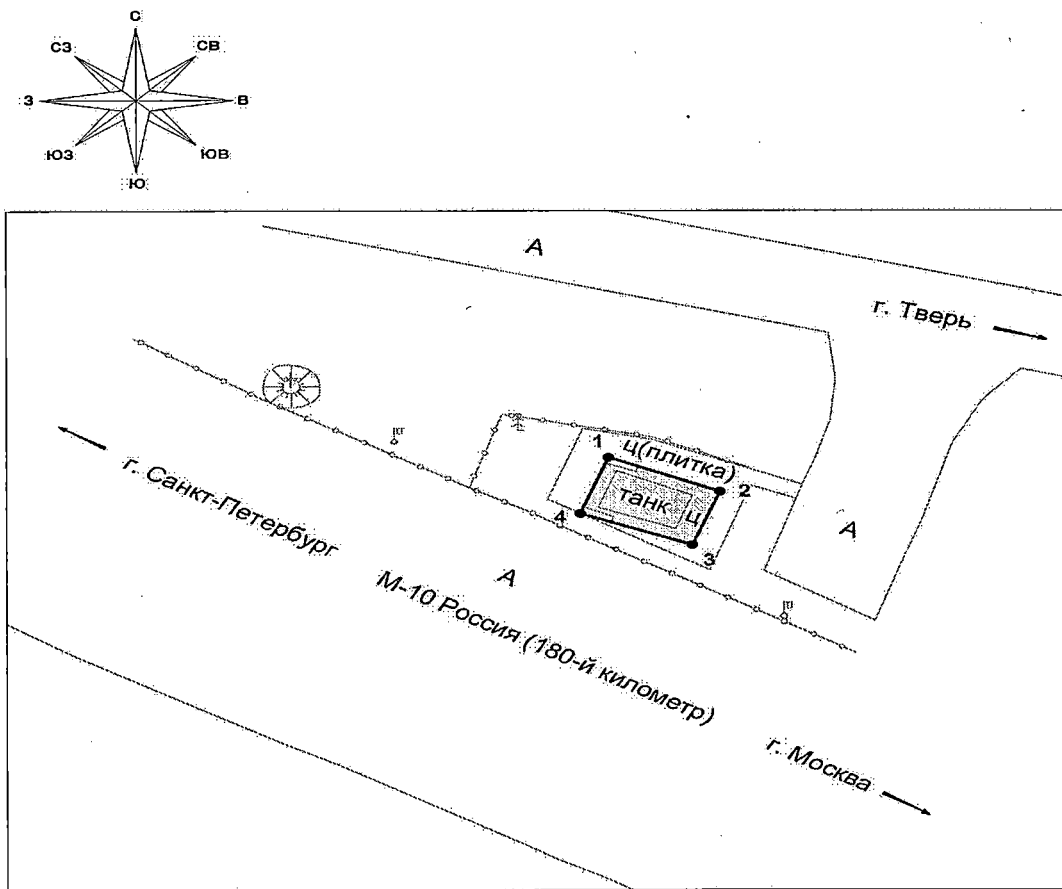 С
СЗ СВ
З В
ЮЗ ЮВ
Ю
А
г. Тверь
1 ц(плитка)
2
танк ц
4
3
А
г. Санкт-Петербург
А
М-10 Россия (180-й километр)
г. Москва